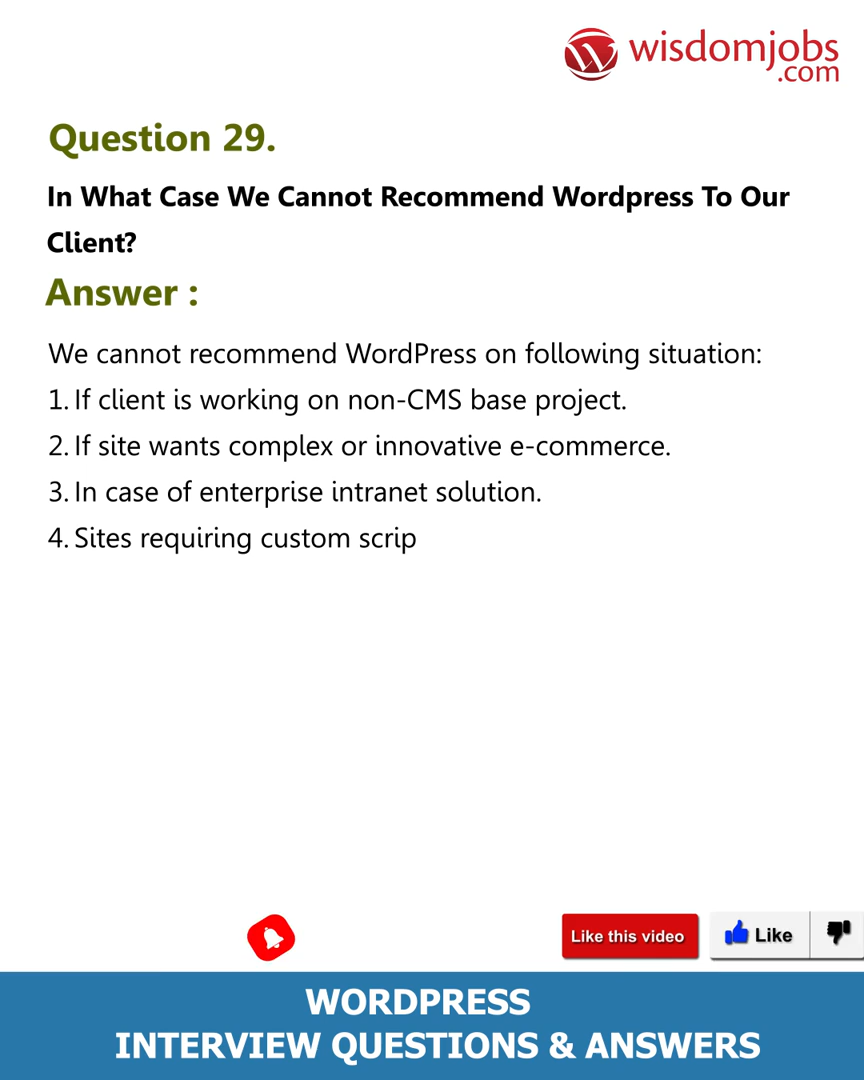 wisdomjobs
.com
Question 29.
In What Case We Cannot Recommend Wordpress To Our
Client?
Answer :
We cannot recommend WordPress on following situation:
1. If client is working on non-CMS base project.
2. If site wants complex or innovative e-commerce.
3. In case of enterprise intranet solution.
4. Sites requiring custom scrip
Like this video
Like
WORDPRESS
INTERVIEW QUESTIONS & ANSWERS